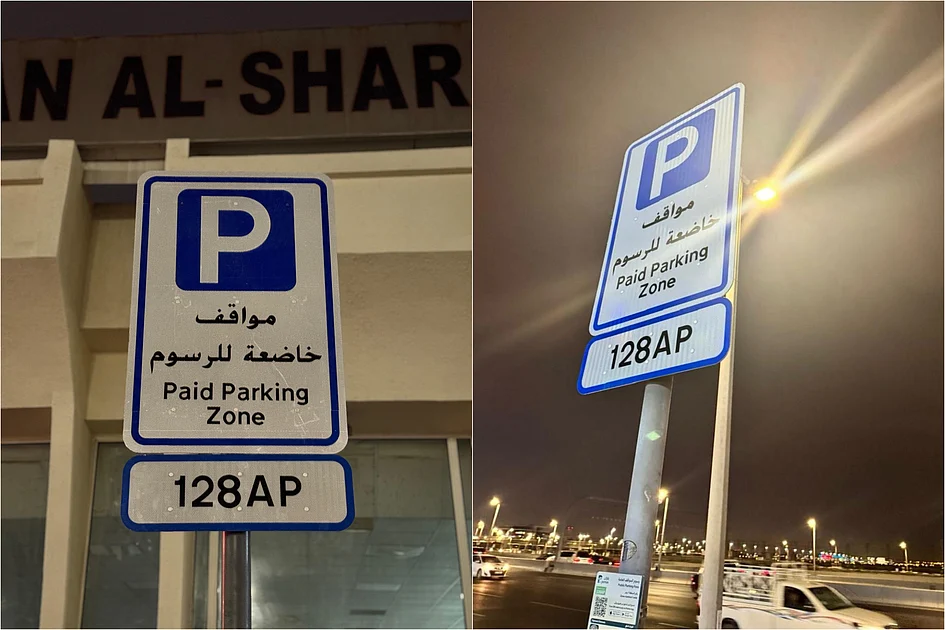 AN AL-SHAR
P
مواقف
خاضعة للرسوم
Paid Parking
Zone
128AP
P
مواقف
خاضعة للرسوم
Paid Parking
Zone
128AP